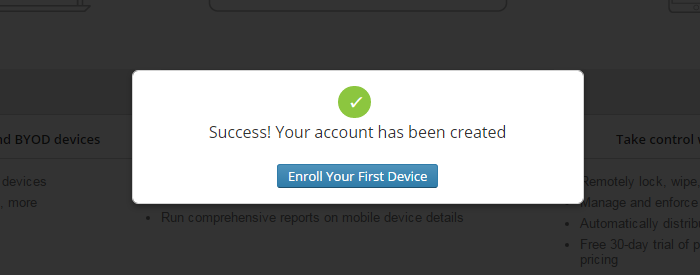 Success! Your account has been created
Enroll Your First Device
nd BYOD devices
devices
, more
• Run comprehensive reports on mobile device details
Take control
• Remotely lock, wipe,
• Manage and enforce
• Automatically distrib
• Free 30-day trial of p
pricing